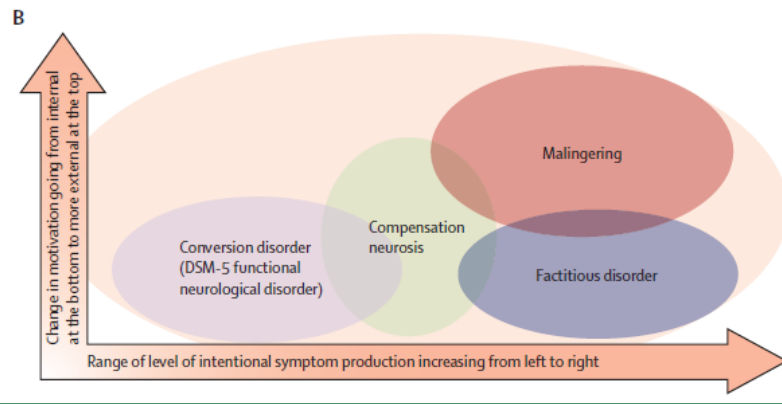 B
Change in motivation going from internal
at the bottom to more external at the top
Malingering
Compensation
neurosis
Conversion disorder
(DSM-5 functional
neurological disorder)
Factitious disorder
Range of level of intentional symptom production increasing from left to right